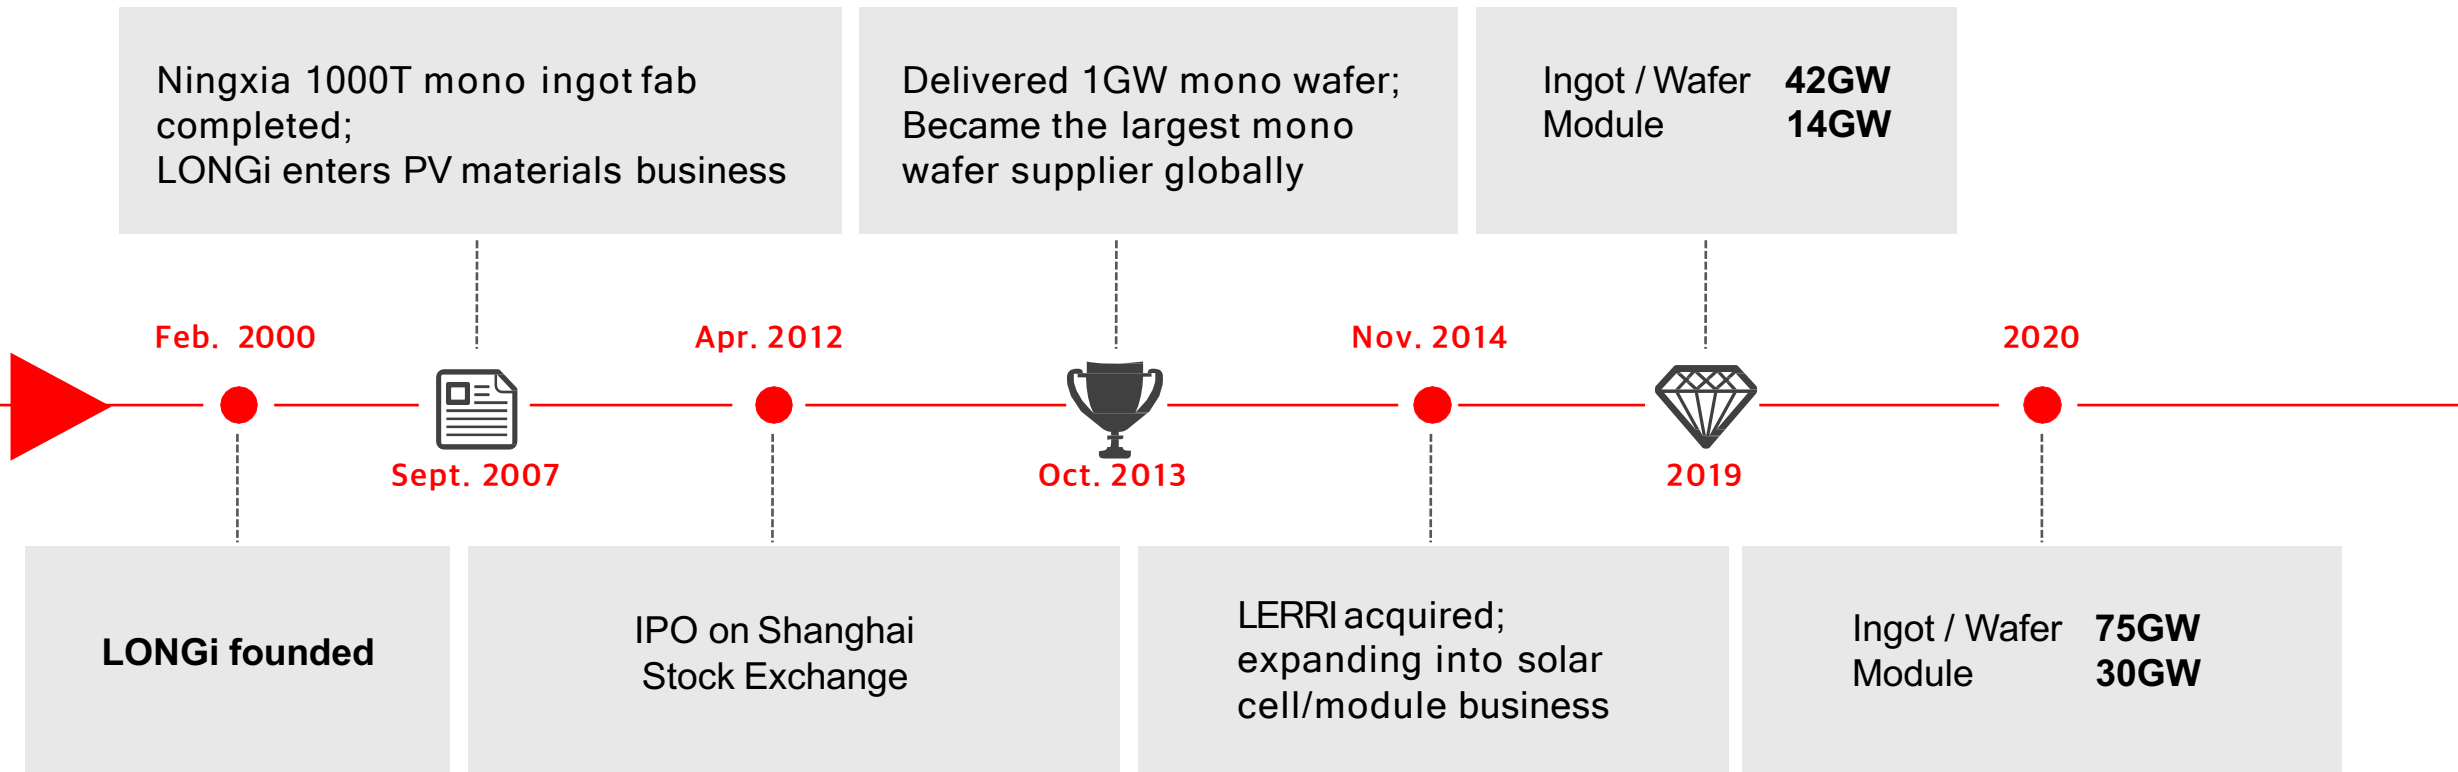 Ningxia 1000T mono ingot fab
completed;
LONGi enters PV materials business
Delivered 1GW mono wafer;
Became the largest mono
wafer supplier globally
Ingot / Wafer 42GW
Module 14GW
Feb. 2000
Apr. 2012
Nov. 2014
2020
Sept. 2007
Oct. 2013
2019
LONGi founded
IPO on Shanghai
Stock Exchange
LERRI acquired;
expanding into solar
cell/module business
Ingot / Wafer 75GW
Module 30GW